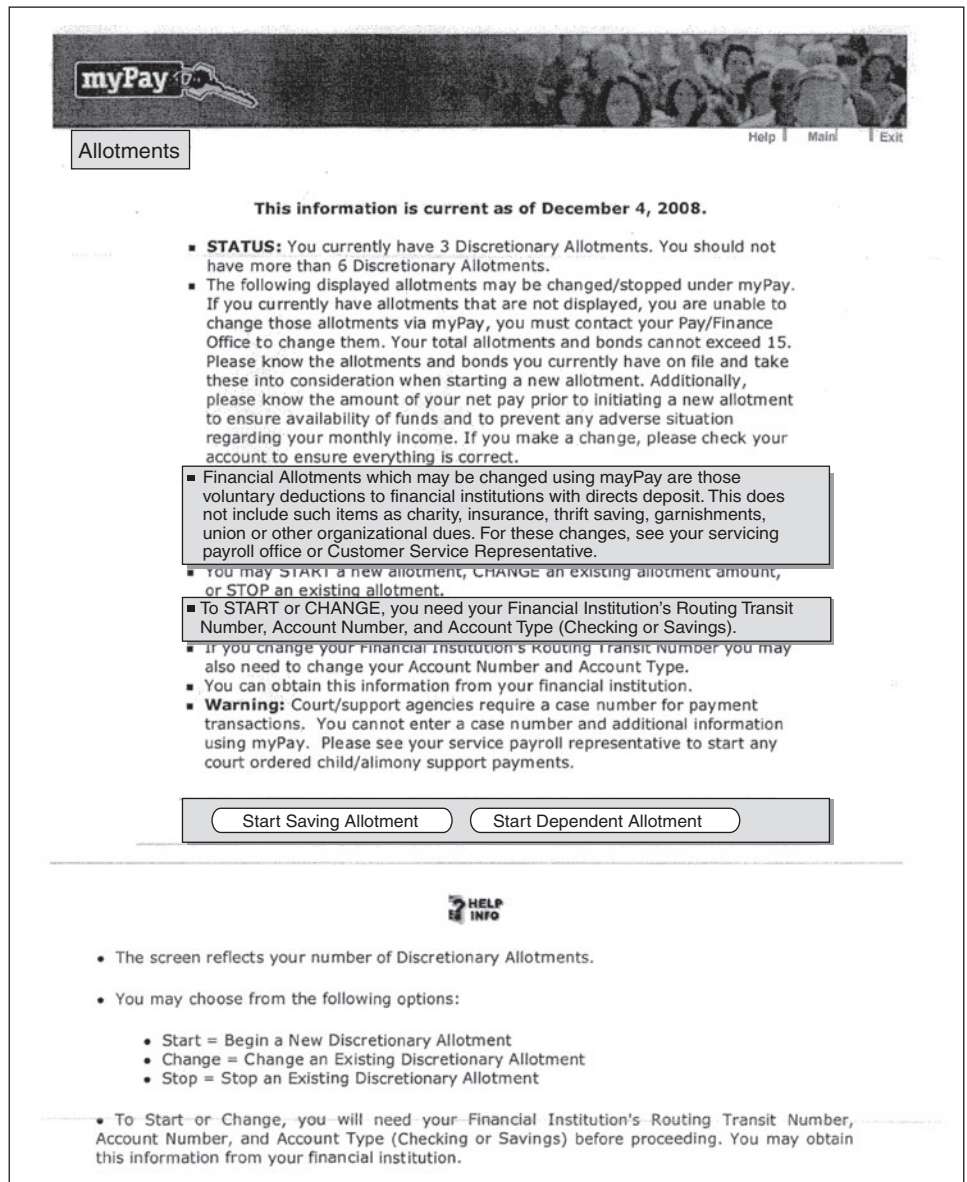 myPay
Help Main Exit
Allotments
This information is current as of December 4, 2008.
▪ STATUS: You currently have 3 Discretionary Allotments. You should not
have more than 6 Discretionary Allotments.
▪ The following displayed allotments may be changed/stopped under myPay.
If you currently have allotments that are not displayed, you are unable to
change those allotments via myPay, you must contact your Pay/Finance
Office to change them. Your total allotments and bonds cannot exceed 15.
Please know the allotments and bonds you currently have on file and take
these into consideration when starting a new allotment. Additionally,
please know the amount of your net pay prior to initiating a new allotment
to ensure availability of funds and to prevent any adverse situation
regarding your monthly income. If you make a change, please check your
account to ensure everything is correct.
▪ Financial Allotments which may be changed using mayPay are those
voluntary deductions to financial institutions with directs deposit. This does
not include such items as charity, insurance, thrift saving, garnishments,
union or other organizational dues. For these changes, see your servicing
payroll office or Customer Service Representative.
▪ You may START a new allotment, CHANGE an existing allotment amount,
or STOP an existing allotment.
▪ To START or CHANGE, you need your Financial Institution's Routing Transit
Number, Account Number, and Account Type (Checking or Savings).
▪ If you change your Financial Institution's Routing Transit Number you may
also need to change your Account Number and Account Type.
▪ You can obtain this information from your financial institution.
▪ Warning: Court/support agencies require a case number for payment
transactions. You cannot enter a case number and additional information
using myPay. Please see your service payroll representative to start any
court ordered child/alimony support payments.
Start Saving Allotment Start Dependent Allotment
? HELP
INFO
• The screen reflects your number of Discretionary Allotments.
• You may choose from the following options:
• Start = Begin a New Discretionary Allotment
• Change = Change an Existing Discretionary Allotment
• Stop = Stop an Existing Discretionary Allotment
• To Start or Change, you will need your Financial Institution's Routing Transit Number,
Account Number, and Account Type (Checking or Savings) before proceeding. You may obtain
this information from your financial institution.